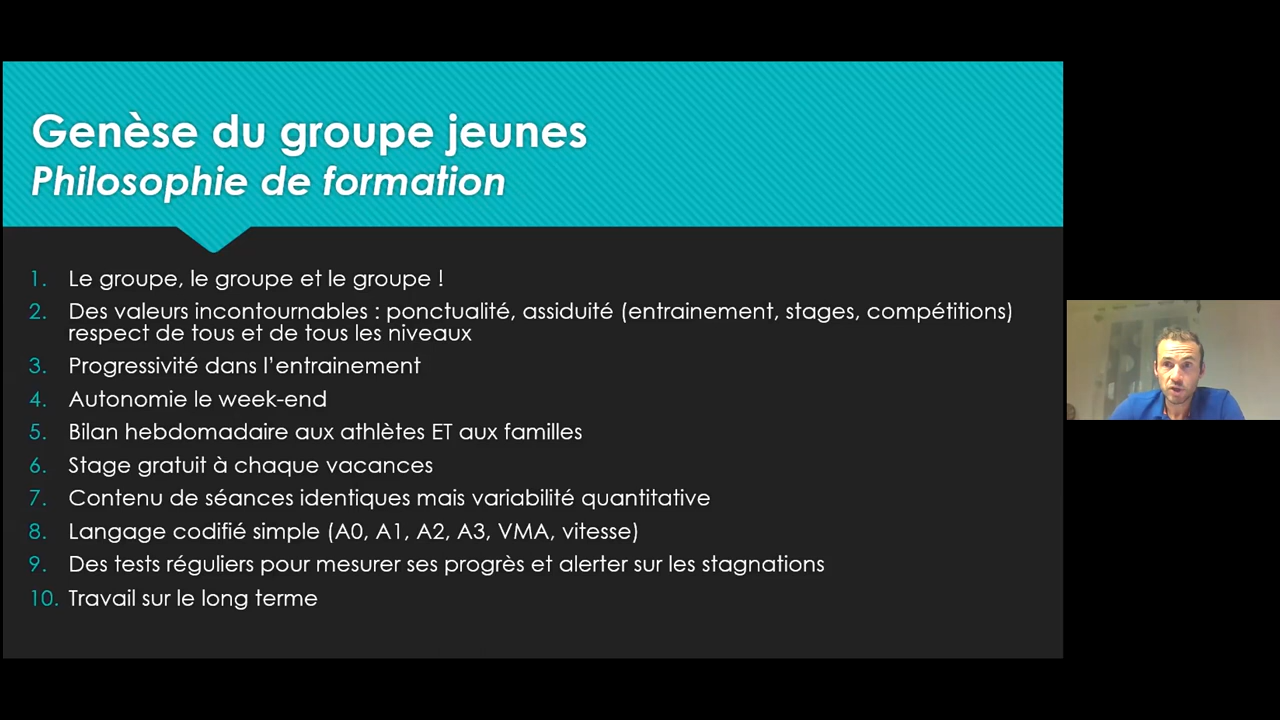 Genèse du groupe jeunes
Philosophie de formation
1. Le groupe, le groupe et le groupe !
2. Des valeurs incontournables : ponctualité, assiduité (entrainement, stages, compétitions)
respect de tous et de tous les niveaux
3. Progressivité dans l'entrainement
4. Autonomie le week-end
5. Bilan hebdomadaire aux athlètes ET aux familles
6. Stage gratuit à chaque vacances
7. Contenu de séances identiques mais variabilité quantitative
8. Langage codifié simple (A0, A1, A2, A3, VMA, vitesse)
9. Des tests réguliers pour mesurer ses progrès et alerter sur les stagnations
10. Travail sur le long terme